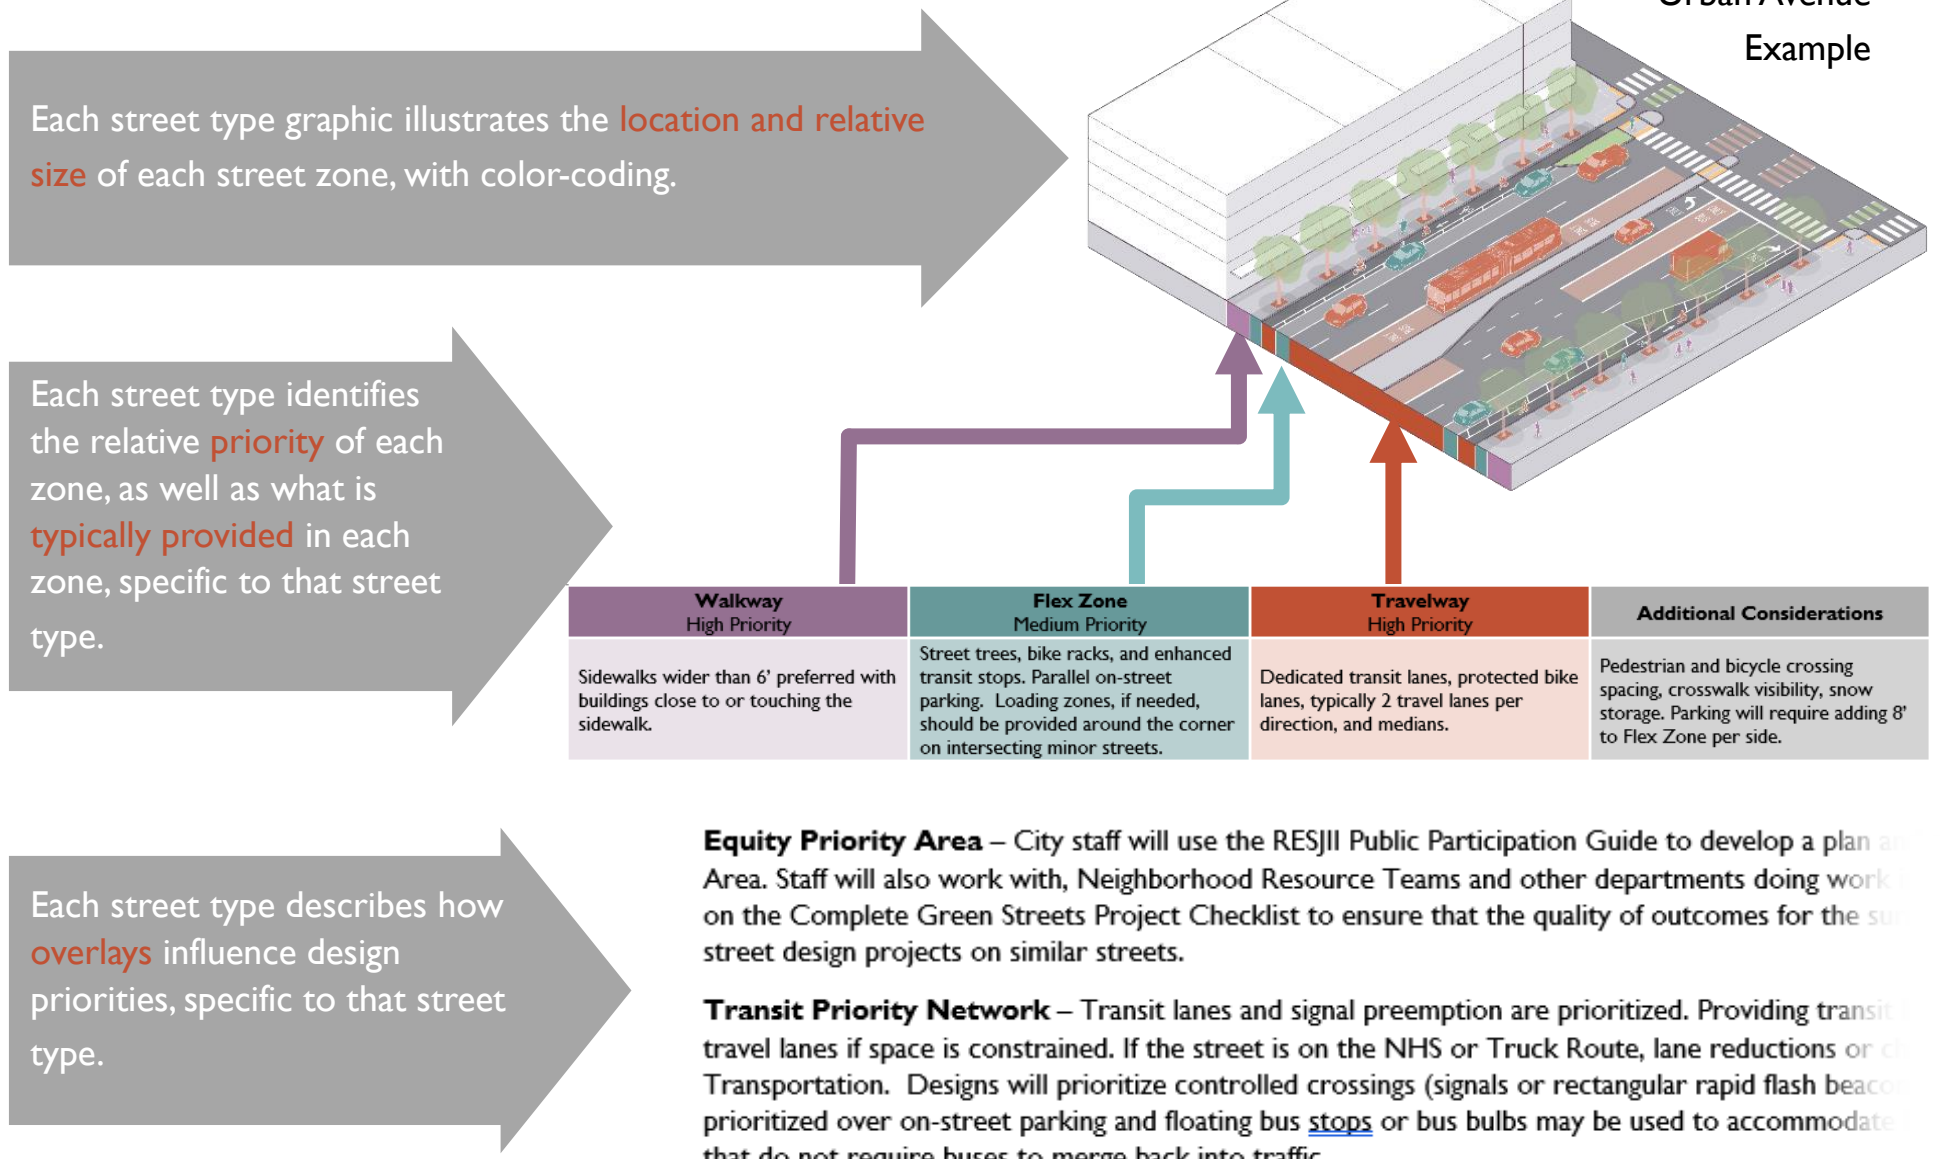 Urban Avenue
Example
Each street type graphic illustrates the location and relative
size of each street zone, with color-coding.
Each street type identifies
the relative priority of each
zone, as well as what is
typically provided in each
zone, specific to that street
type.
Walkway
High Priority
Sidewalks wider than 6' preferred with
buildings close to or touching the
sidewalk.
Flex Zone
Medium Priority
Street trees, bike racks, and enhanced
transit stops. Parallel on-street
parking.  Loading zones, if needed,
should be provided around the corner
on intersecting minor streets.
Travelway
High Priority
Dedicated transit lanes, protected bike
lanes, typically 2 travel lanes per
direction, and medians.
Additional Considerations
Pedestrian and bicycle crossing
spacing, crosswalk visibility, snow
storage. Parking will require adding 8'
to Flex Zone per side.
Each street type describes how
overlays influence design
priorities, specific to that street
type.
Equity Priority Area – City staff will use the RESJII Public Participation Guide to develop a plan
Area. Staff will also work with, Neighborhood Resource Teams and other departments doing work
on the Complete Green Streets Project Checklist to ensure that the quality of outcomes for the
street design projects on similar streets.
Transit Priority Network – Transit lanes and signal preemption are prioritized. Providing transit
travel lanes if space is constrained. If the street is on the NHS or Truck Route, lane reductions or
Transportation.  Designs will prioritize controlled crossings (signals or rectangular rapid flash
prioritized over on-street parking and floating bus stops or bus bulbs may be used to accommodate
that do not require buses to merge back into traffic.